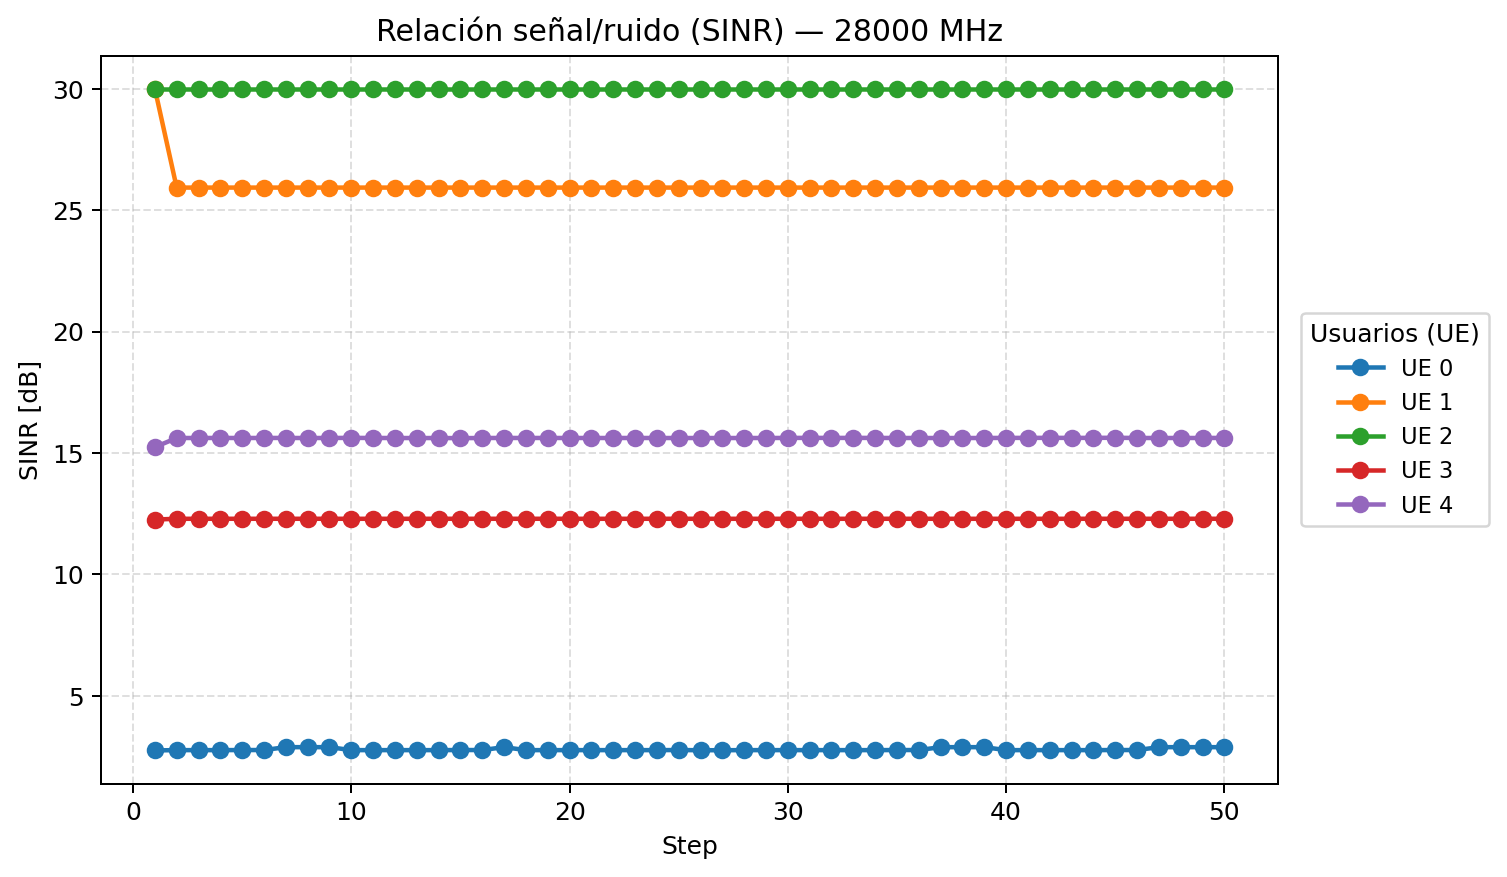 Relación señal/ruido (SINR) — 28000 MHz
SINR [dB]
30
25
20
15
10
5
0
10
20
30
40
50
Step
Usuarios (UE)
UE 0
UE 1
UE 2
UE 3
UE 4